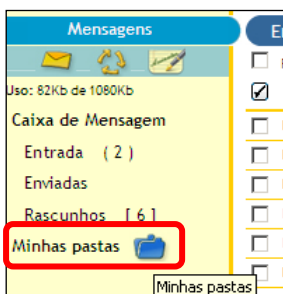 Mensagens
Uso: 82Kb de 1080Kb
Caixa de Mensagem
Entrada ( 2 )
Enviadas
Rascunhos [ 6 ]
Minhas pastas
Minhas pastas